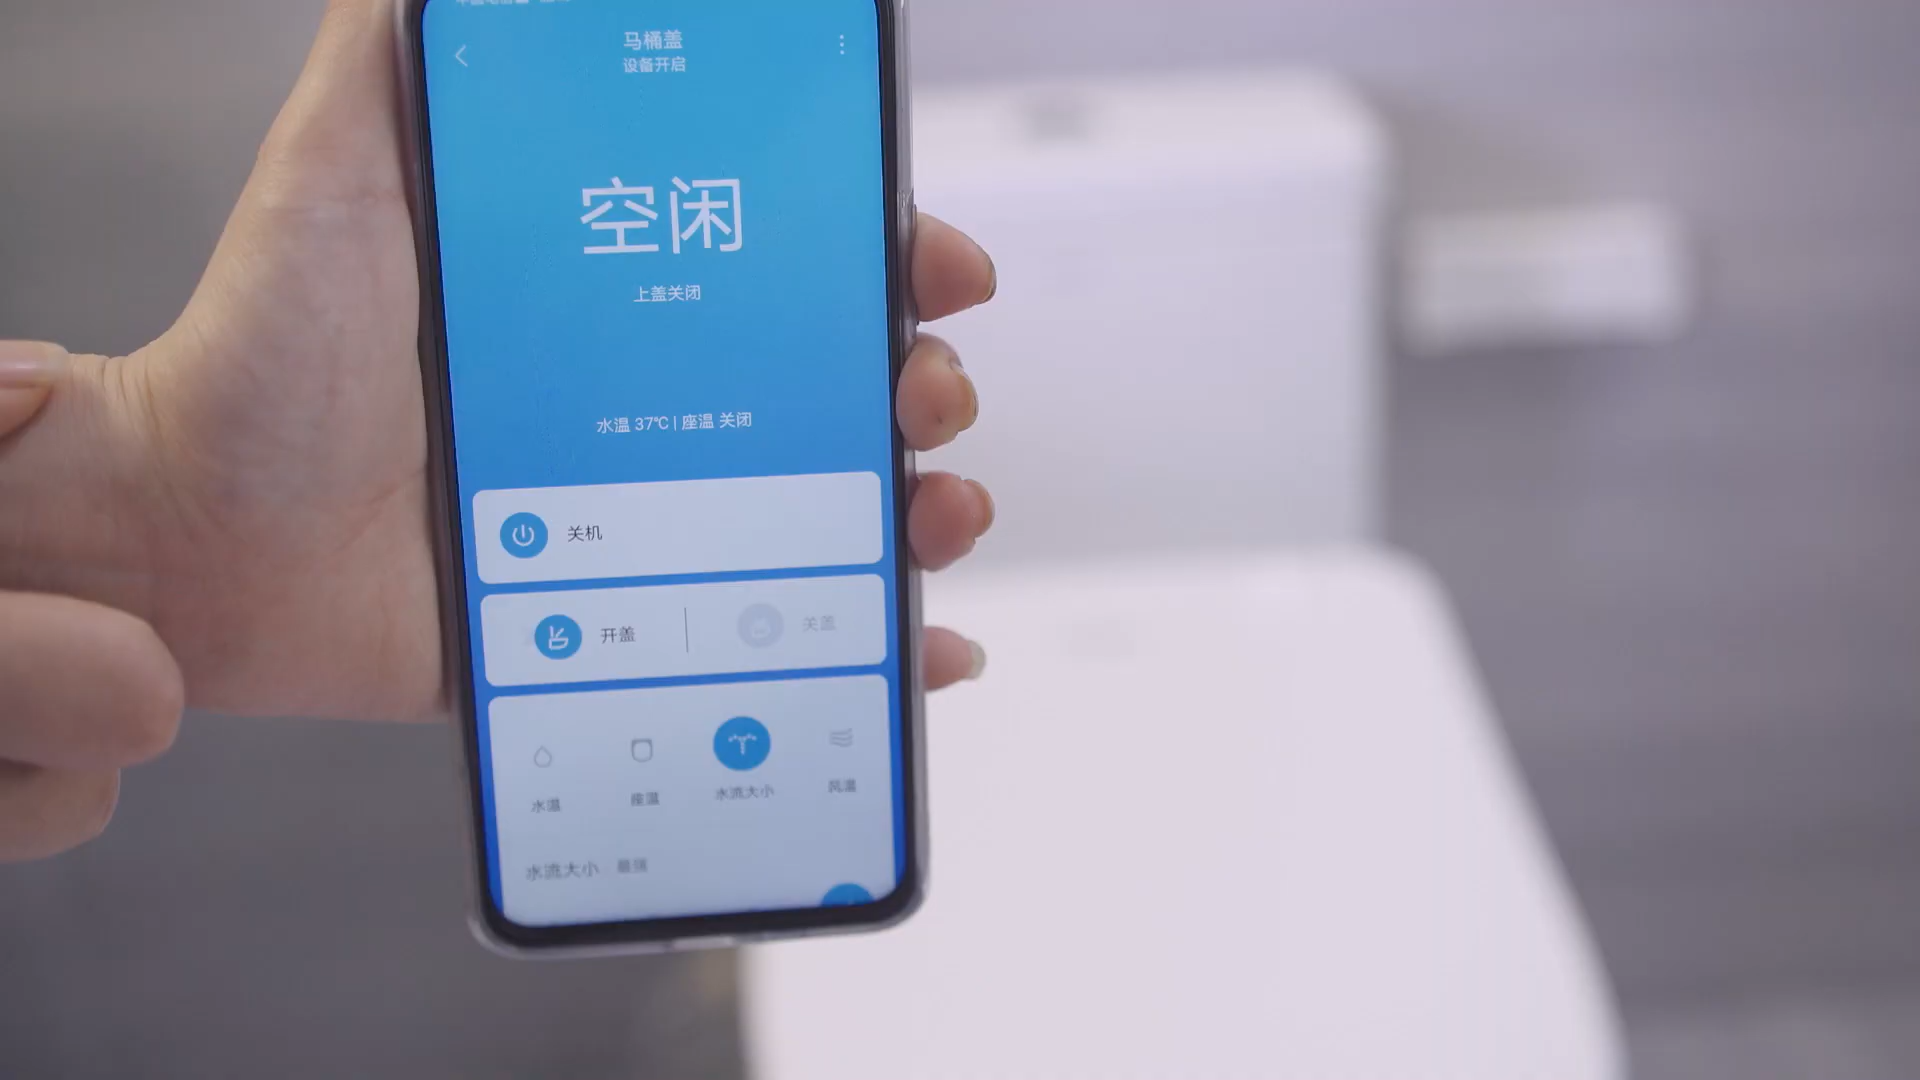 马桶盖
设备开启
空闲
上盖关闭
水温 37℃ | 座温 关闭
关机
开盖 关盖
水温 座温 水流大小 风温
水流大小 最强